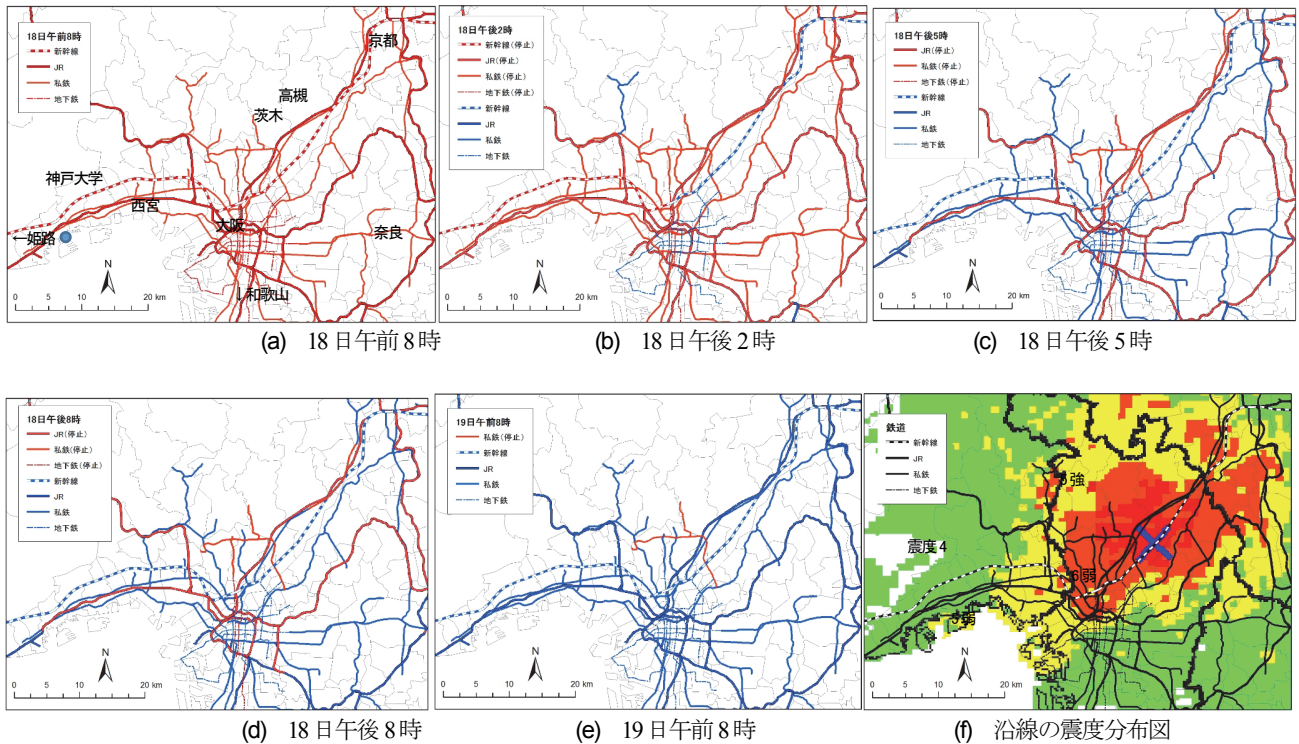 18日午前8時
新幹線
JR
私鉄
地下鉄
京都
高槻
茨木
神戸大学
西宮
大阪
←姫路
奈良
↓和歌山
N
0 5 10 20 km
(a) 18日午前8時
18日午後2時
新幹線(停止)
JR(停止)
私鉄(停止)
地下鉄(停止)
新幹線
JR
私鉄
地下鉄
N
0 5 10 20 km
(b) 18日午後2時
18日午後5時
JR(停止)
私鉄(停止)
地下鉄(停止)
新幹線
JR
私鉄
地下鉄
N
0 5 10 20 km
(c) 18日午後5時
18日午後8時
JR(停止)
私鉄(停止)
地下鉄(停止)
新幹線
JR
私鉄
地下鉄
N
0 5 10 20 km
(d) 18日午後8時
19日午前8時
私鉄(停止)
新幹線
JR
私鉄
地下鉄
N
0 5 10 20 km
(e) 19日午前8時
鉄道
新幹線
JR
私鉄
地下鉄
5強
震度4
6弱
5弱
N
0 5 10 20 km
(f) 沿線の震度分布図